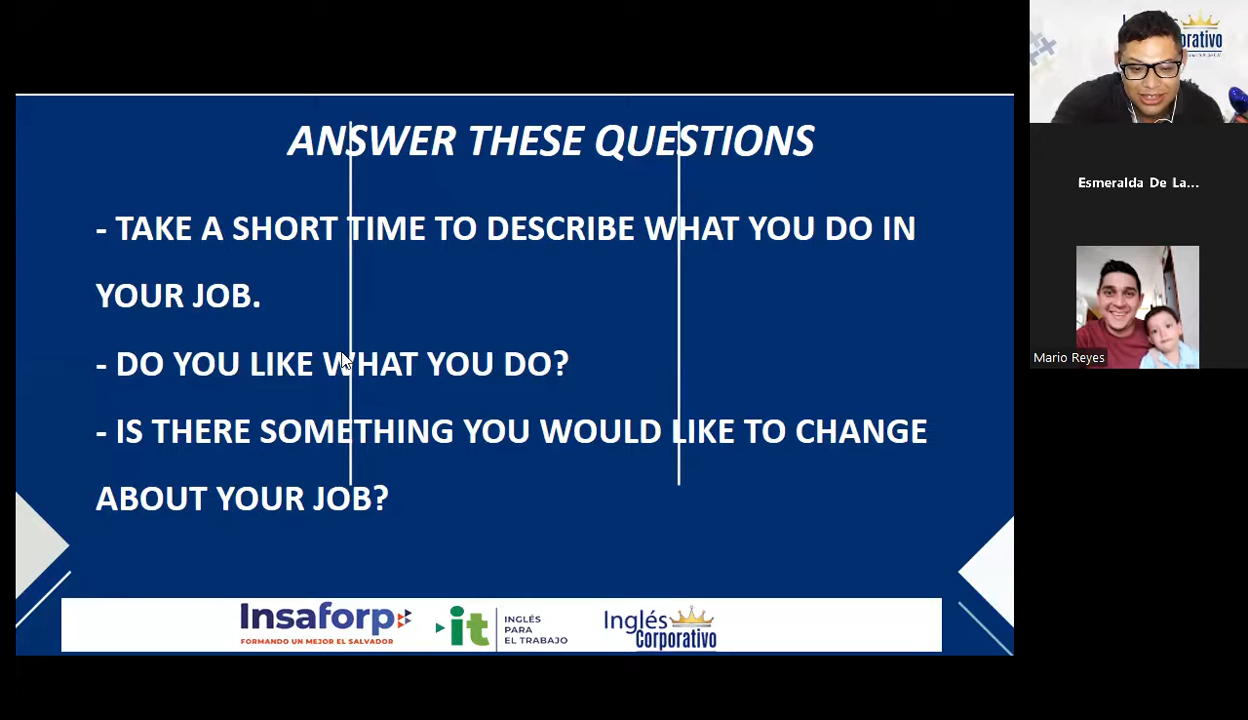 ANSWER THESE QUESTIONS
- TAKE A SHORT TIME TO DESCRIBE WHAT YOU DO IN
YOUR JOB.
- DO YOU LIKE WHAT YOU DO?
- IS THERE SOMETHING YOU WOULD LIKE TO CHANGE
ABOUT YOUR JOB?
Insaforp
FORMANDO UN MEJOR EL SALVADOR
it
INGLÉS
PARA
EL TRABAJO
Inglés
Corporativo
orativo
Esmeralda De La...
Mario Reyes